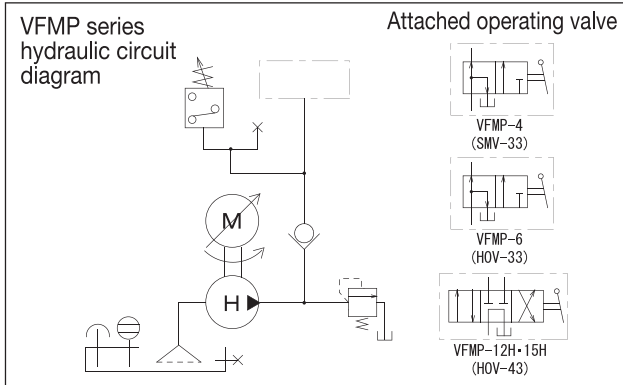 VFMP series
hydraulic circuit
diagram
Attached operating valve
VFMP-4
(SMV-33)
VFMP-6
(HOV-33)
VFMP-12H・15H
(HOV-43)
M
H